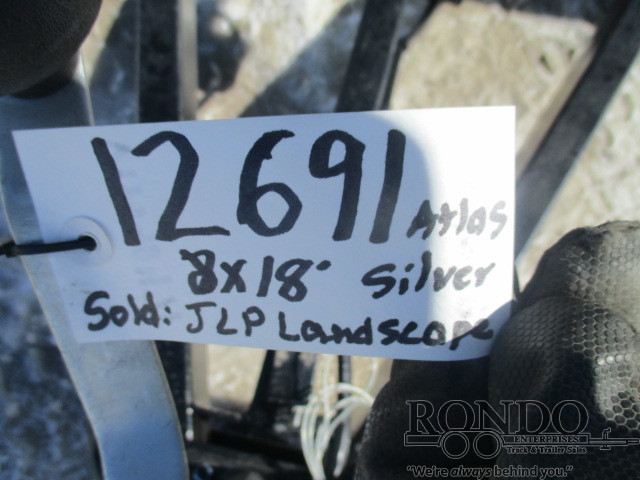 12691 Atlas
8x18' Silver
Sold: JLP Landscape
RONDO
ENTERPRISES
Truck & Trailer Sales
"We're always behind you."